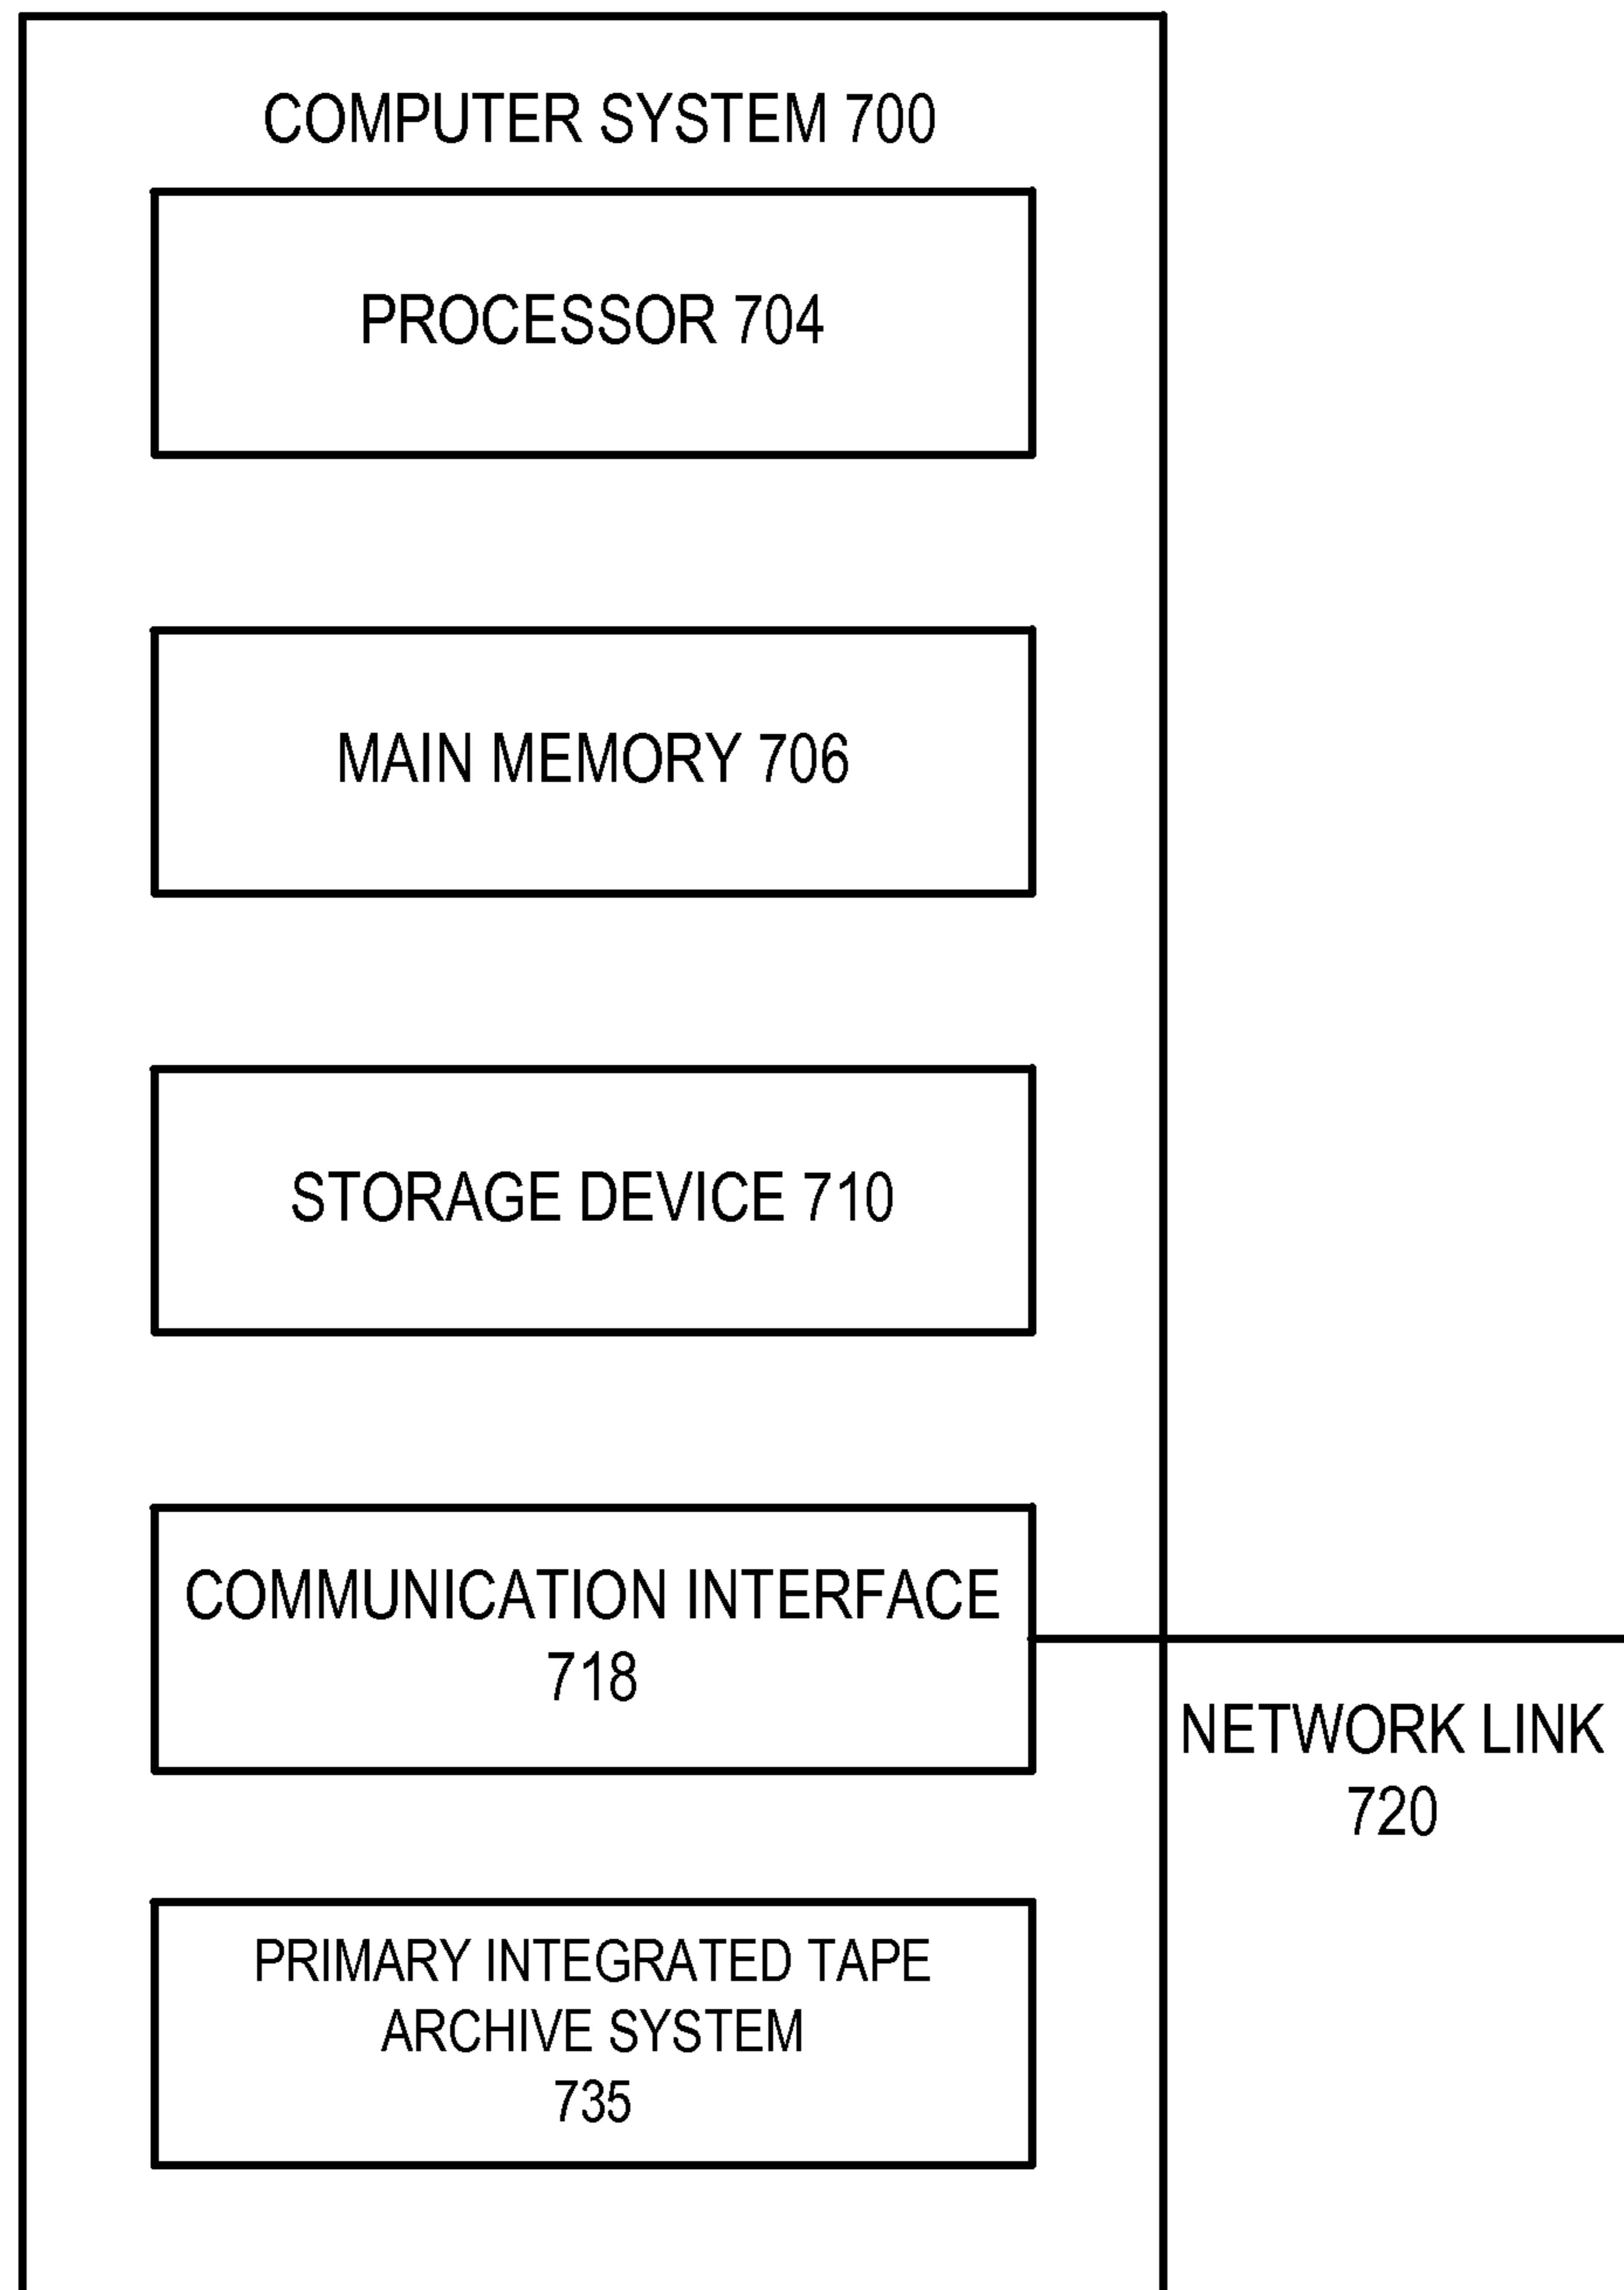 COMPUTER SYSTEM 700
PROCESSOR 704
MAIN MEMORY 706
STORAGE DEVICE 710
COMMUNICATION INTERFACE
718
NETWORK LINK
720
PRIMARY INTEGRATED TAPE
ARCHIVE SYSTEM
735